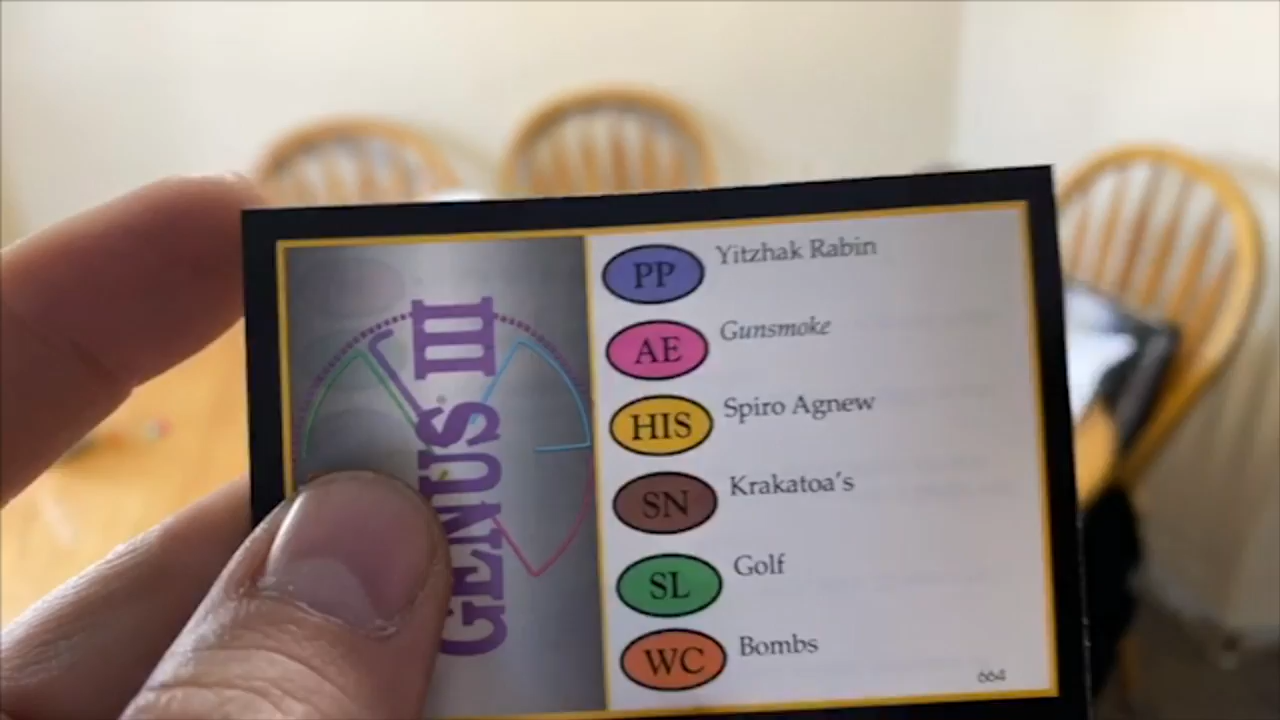 GENUS III
PP Yitzhak Rabin
AE Gunsmoke
HIS Spiro Agnew
SN Krakatoa's
SL Golf
WC Bombs
664